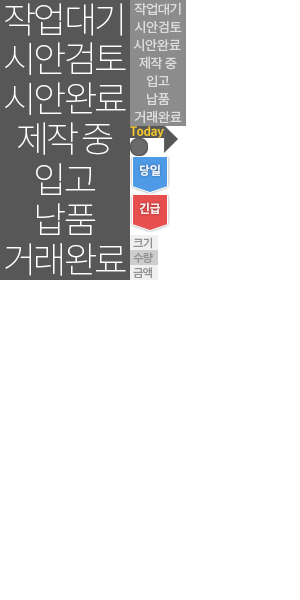 작업대기
시안검토
시안완료
제작 중
입고
납품
거래완료
작업대기
시안검토
시안완료
제작 중
입고
납품
거래완료
Today
당일
긴급
크기
수량
금액